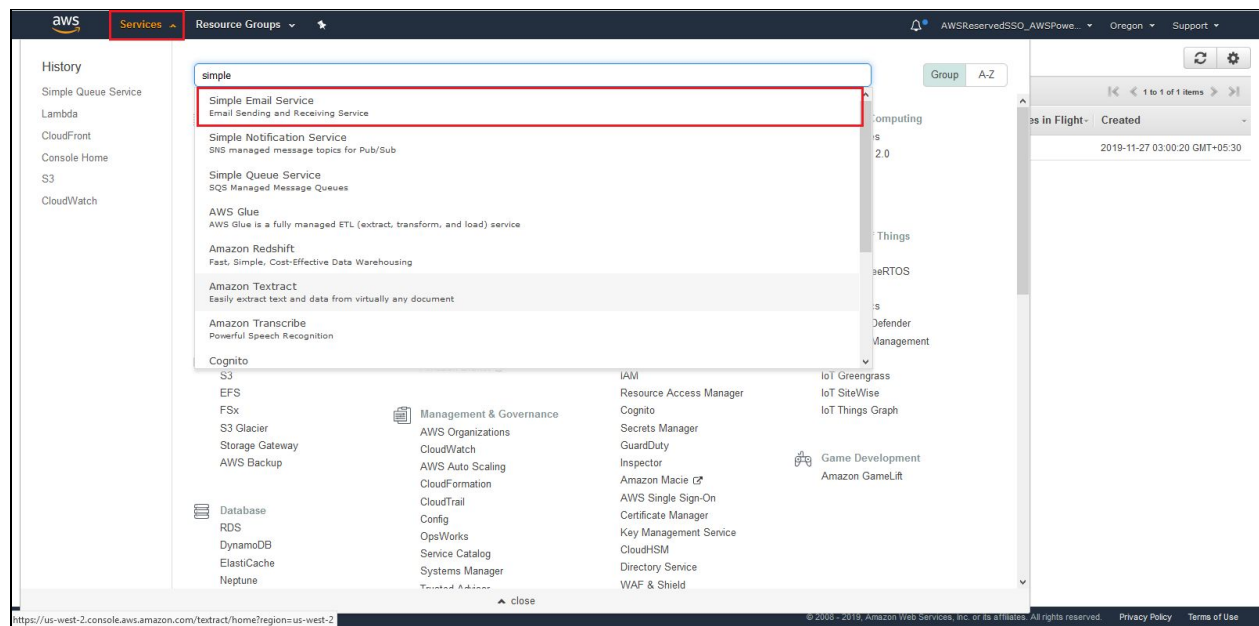 aws
Services
Resource Groups
AWSReservedSSO_AWSPowe...
Oregon
Support
History
Simple Queue Service
Lambda
CloudFront
Console Home
S3
CloudWatch
simple
Group
A-Z
Simple Email Service
Email Sending and Receiving Service
Simple Notification Service
SNS managed message topics for Pub/Sub
Simple Queue Service
SQS Managed Message Queues
AWS Glue
AWS Glue is a fully managed ETL (extract, transform, and load) service
Amazon Redshift
Fast, Simple, Cost-Effective Data Warehousing
Amazon Textract
Easily extract text and data from virtually any document
Amazon Transcribe
Powerful Speech Recognition
Cognito
S3
EFS
FSx
S3 Glacier
Storage Gateway
AWS Backup
Database
RDS
DynamoDB
ElastiCache
Neptune
Management & Governance
AWS Organizations
CloudWatch
AWS Auto Scaling
CloudFormation
CloudTrail
Config
OpsWorks
Service Catalog
Systems Manager
IAM
Resource Access Manager
Cognito
Secrets Manager
GuardDuty
Inspector
Amazon Macie
AWS Single Sign-On
Certificate Manager
Key Management Service
CloudHSM
Directory Service
WAF & Shield
omputing
2.0
Things
eeRTOS
Defender
Management
IoT Greengrass
IoT SiteWise
IoT Things Graph
Game Development
Amazon GameLift
1 to 1 of 1 items
es in Flight
Created
2019-11-27 03:00:20 GMT+05:30
close
https://us-west-2.console.aws.amazon.com/textract/home?region=us-west-2
© 2008 - 2019, Amazon Web Services, Inc. or its affiliates. All rights reserved.
Privacy Policy
Terms of Use